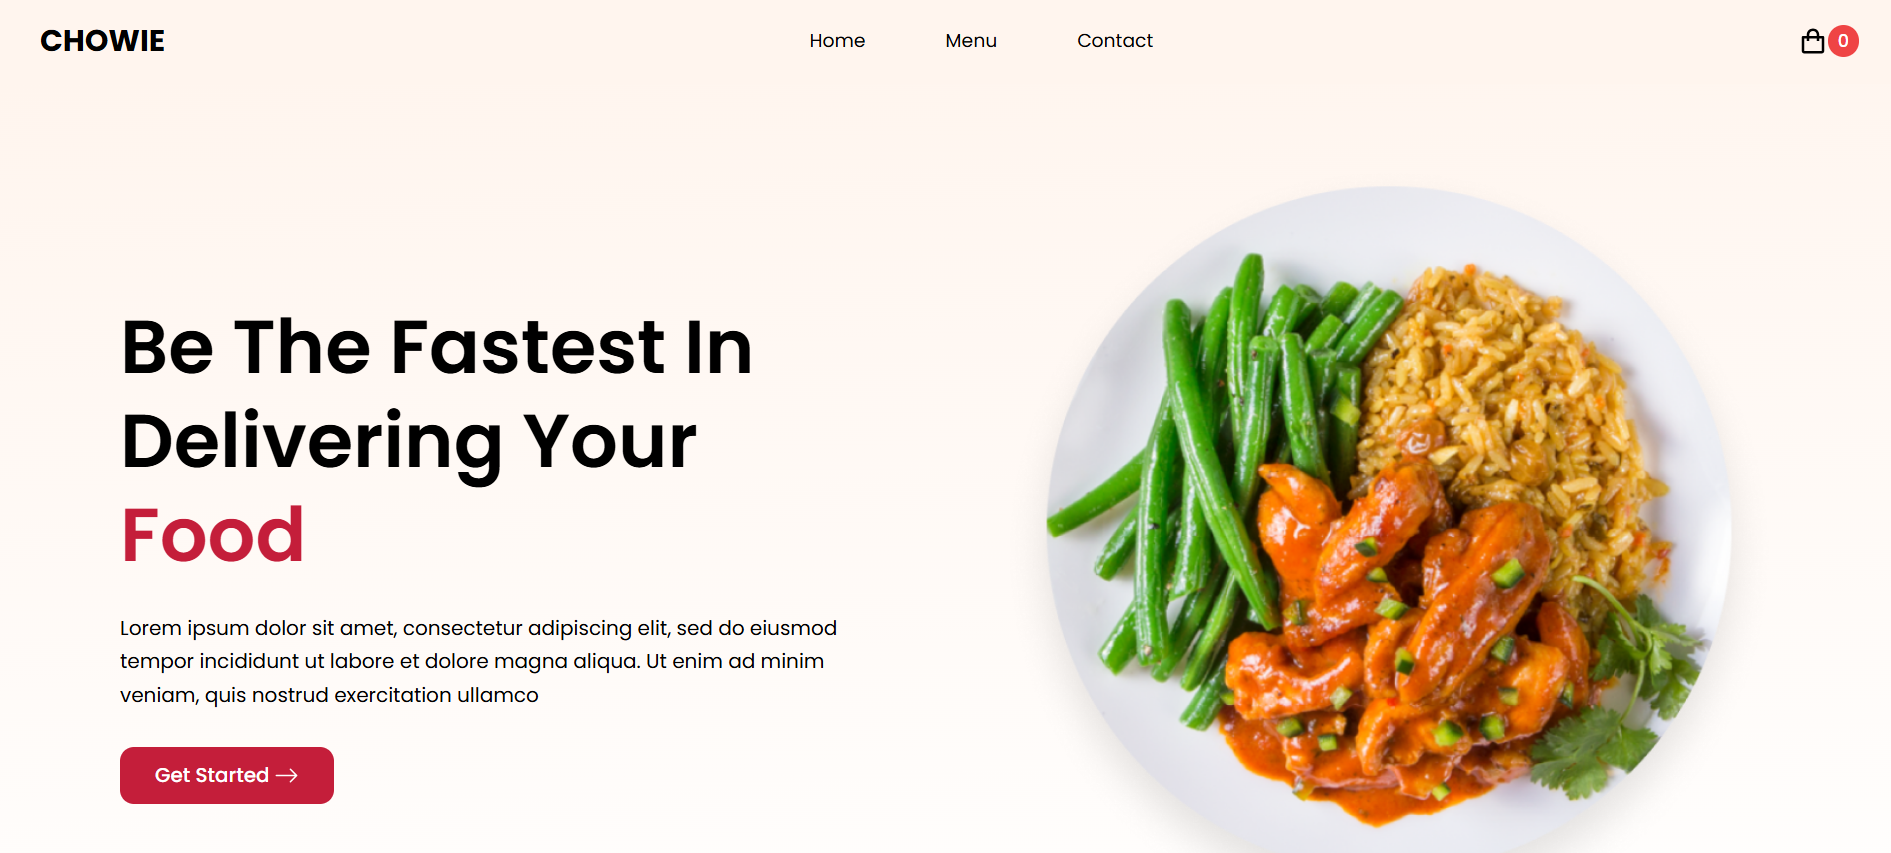 CHOWIE
Home
Menu
Contact
0
Be The Fastest In
Delivering Your
Food
Lorem ipsum dolor sit amet, consectetur adipiscing elit, sed do eiusmod
tempor incididunt ut labore et dolore magna aliqua. Ut enim ad minim
veniam, quis nostrud exercitation ullamco
Get Started →